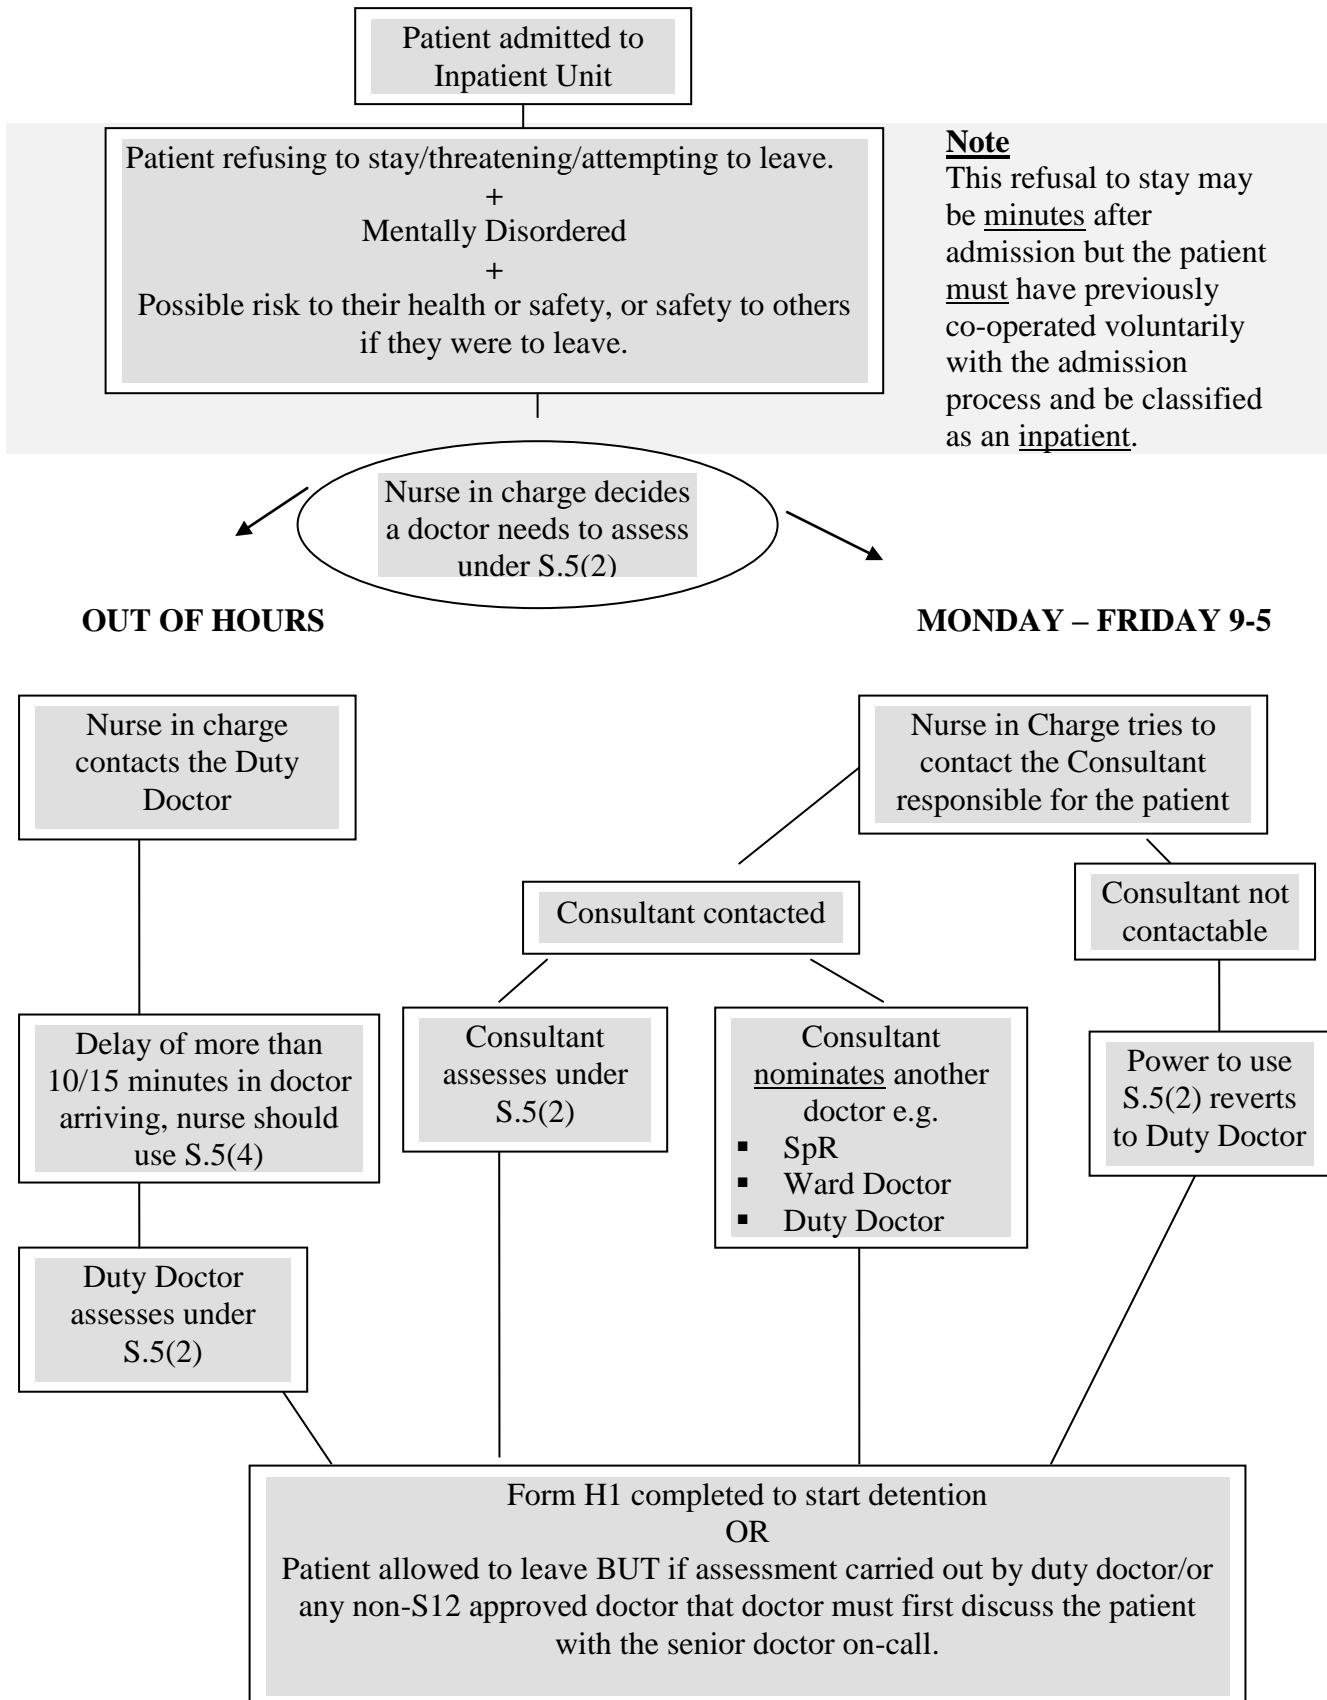 Patient admitted to
Inpatient Unit
Patient refusing to stay/threatening/attempting to leave.
+
Mentally Disordered
+
Possible risk to their health or safety, or safety to others
if they were to leave.
Note
This refusal to stay may
be minutes after
admission but the patient
must have previously
co-operated voluntarily
with the admission
process and be classified
as an inpatient.
Nurse in charge decides
a doctor needs to assess
under S.5(2)
OUT OF HOURS
MONDAY – FRIDAY 9-5
Nurse in charge
contacts the Duty
Doctor
Nurse in Charge tries to
contact the Consultant
responsible for the patient
Consultant contacted
Consultant not
contactable
Delay of more than
10/15 minutes in doctor
arriving, nurse should
use S.5(4)
Consultant
assesses under
S.5(2)
Consultant
nominates another
doctor e.g.
▪ SpR
▪ Ward Doctor
▪ Duty Doctor
Power to use
S.5(2) reverts
to Duty Doctor
Duty Doctor
assesses under
S.5(2)
Form H1 completed to start detention
OR
Patient allowed to leave BUT if assessment carried out by duty doctor/or
any non-S12 approved doctor that doctor must first discuss the patient
with the senior doctor on-call.